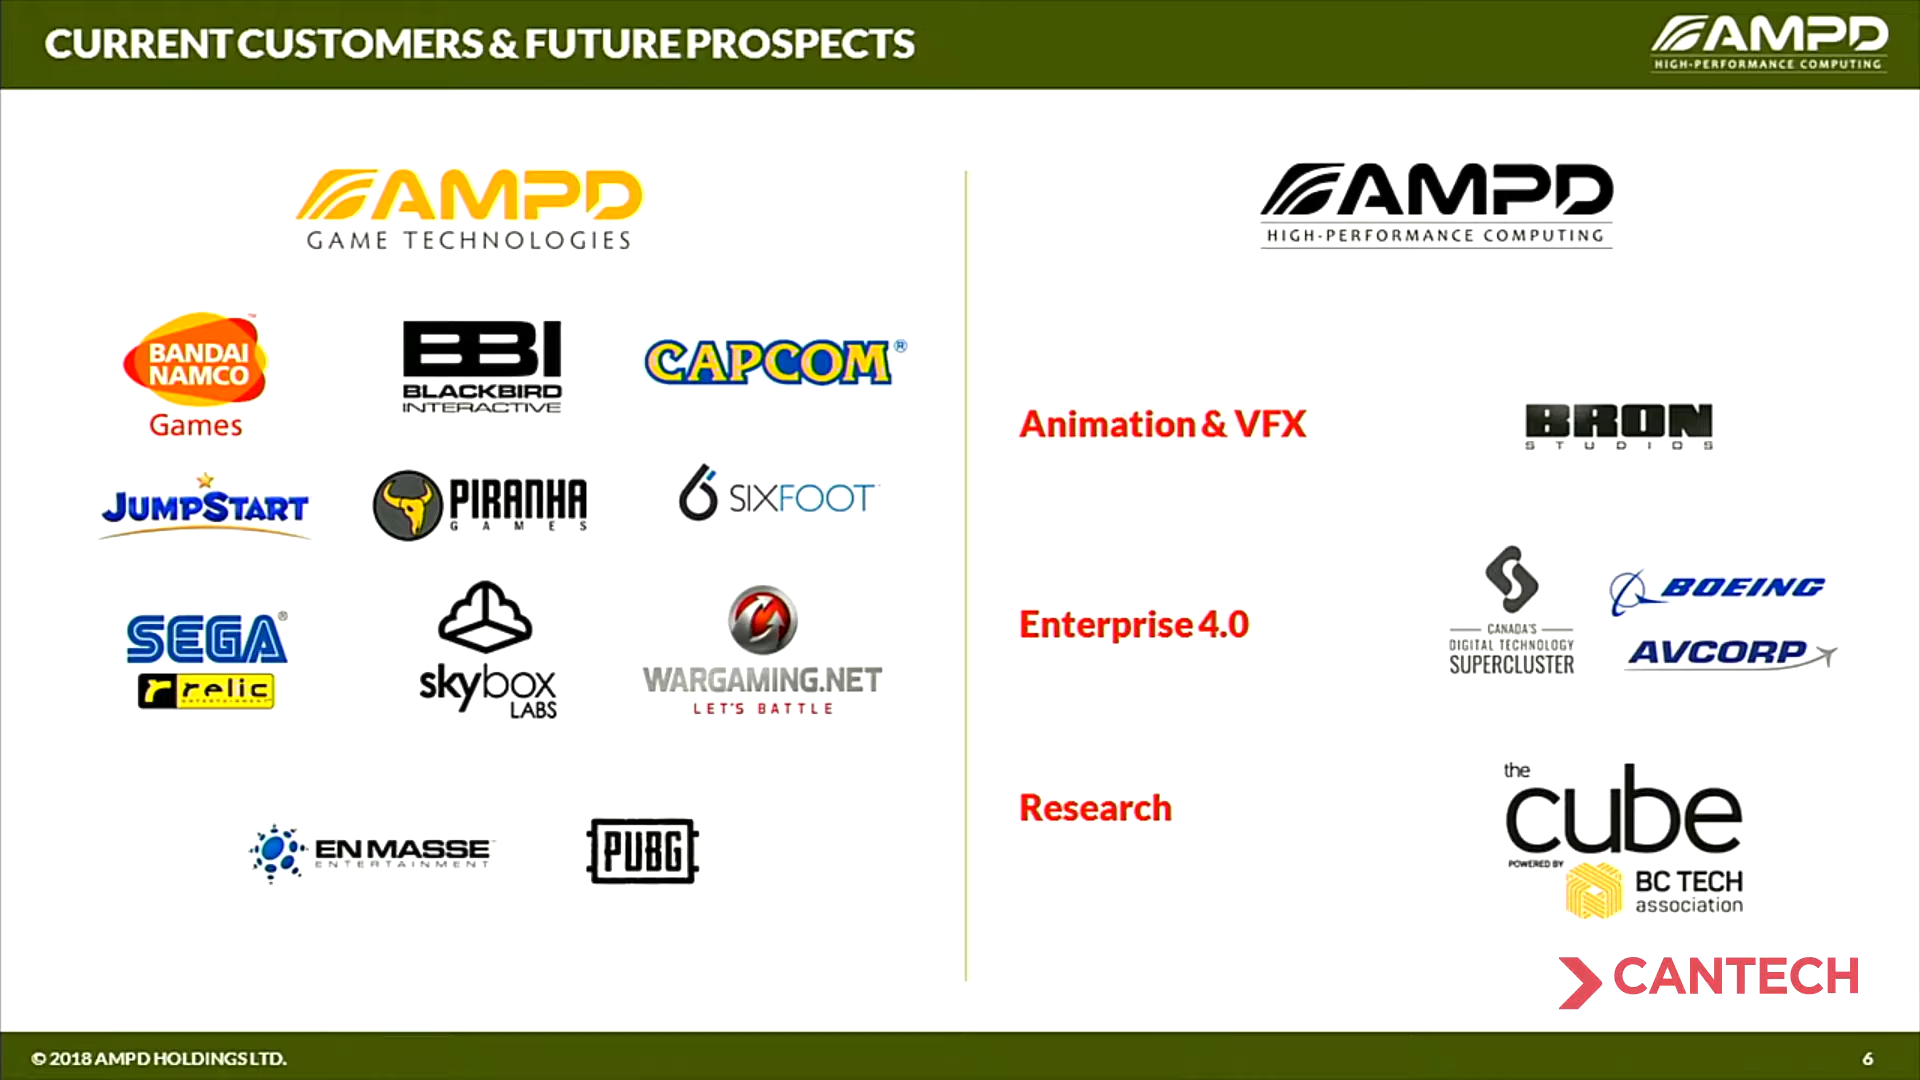 CURRENT CUSTOMERS & FUTURE PROSPECTS
AMPD
HIGH-PERFORMANCE COMPUTING
AMPD
GAME TECHNOLOGIES
BANDAI
NAMCO
Games
BBI
BLACKBIRD
INTERACTIVE
CAPCOM®
JUMPSTART
PIRANHA
GAMES
6 SIXFOOT
SEGA®
relic
ENTERTAINMENT
skybox
LABS
WARGAMING.NET
LET'S BATTLE
EN MASSE
ENTERTAINMENT
PUBG
AMPD
HIGH-PERFORMANCE COMPUTING
Animation & VFX
BRON
STUDIOS
Enterprise 4.0
CANADA'S
DIGITAL TECHNOLOGY
SUPERCLUSTER
BOEING
AVCORP
Research
the
cube
POWERED BY
BC TECH
association
CANTECH
© 2018 AMPD HOLDINGS LTD.
6